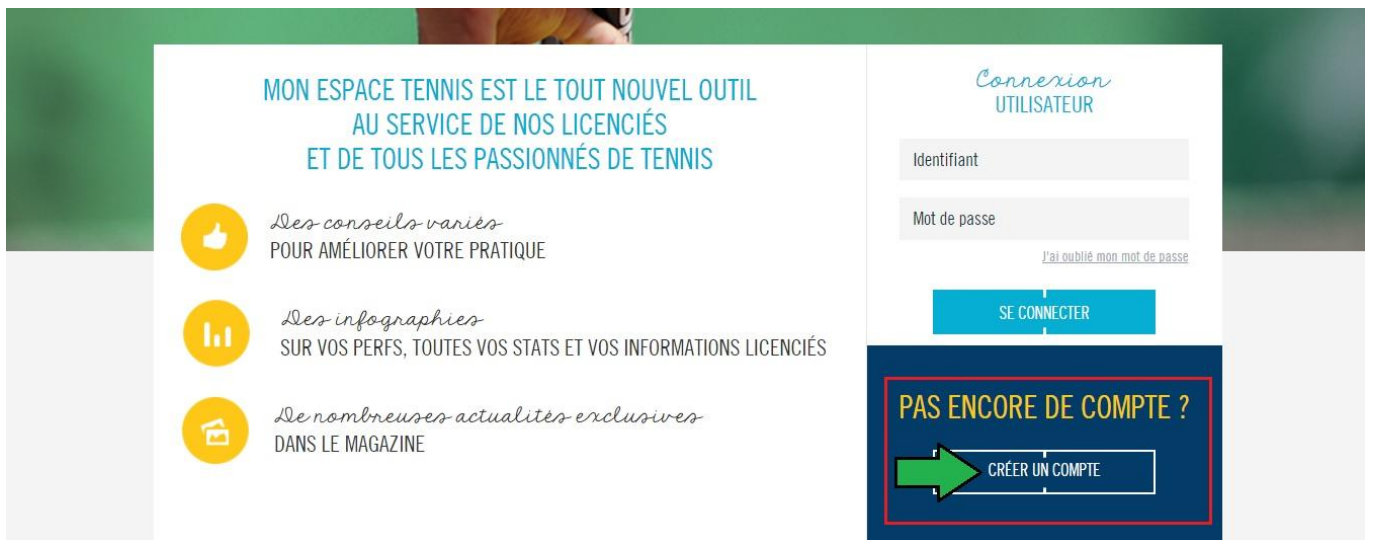 MON ESPACE TENNIS EST LE TOUT NOUVEL OUTIL
AU SERVICE DE NOS LICENCIÉS
ET DE TOUS LES PASSIONNÉS DE TENNIS
Des conseils variés
POUR AMÉLIORER VOTRE PRATIQUE
Des infographies
SUR VOS PERFS, TOUTES VOS STATS ET VOS INFORMATIONS LICENCIÉS
De nombreuses actualités exclusives
DANS LE MAGAZINE
Connexion
UTILISATEUR
Identifiant
Mot de passe
J'ai oublié mon mot de passe
SE CONNECTER
PAS ENCORE DE COMPTE ?
CRÉER UN COMPTE